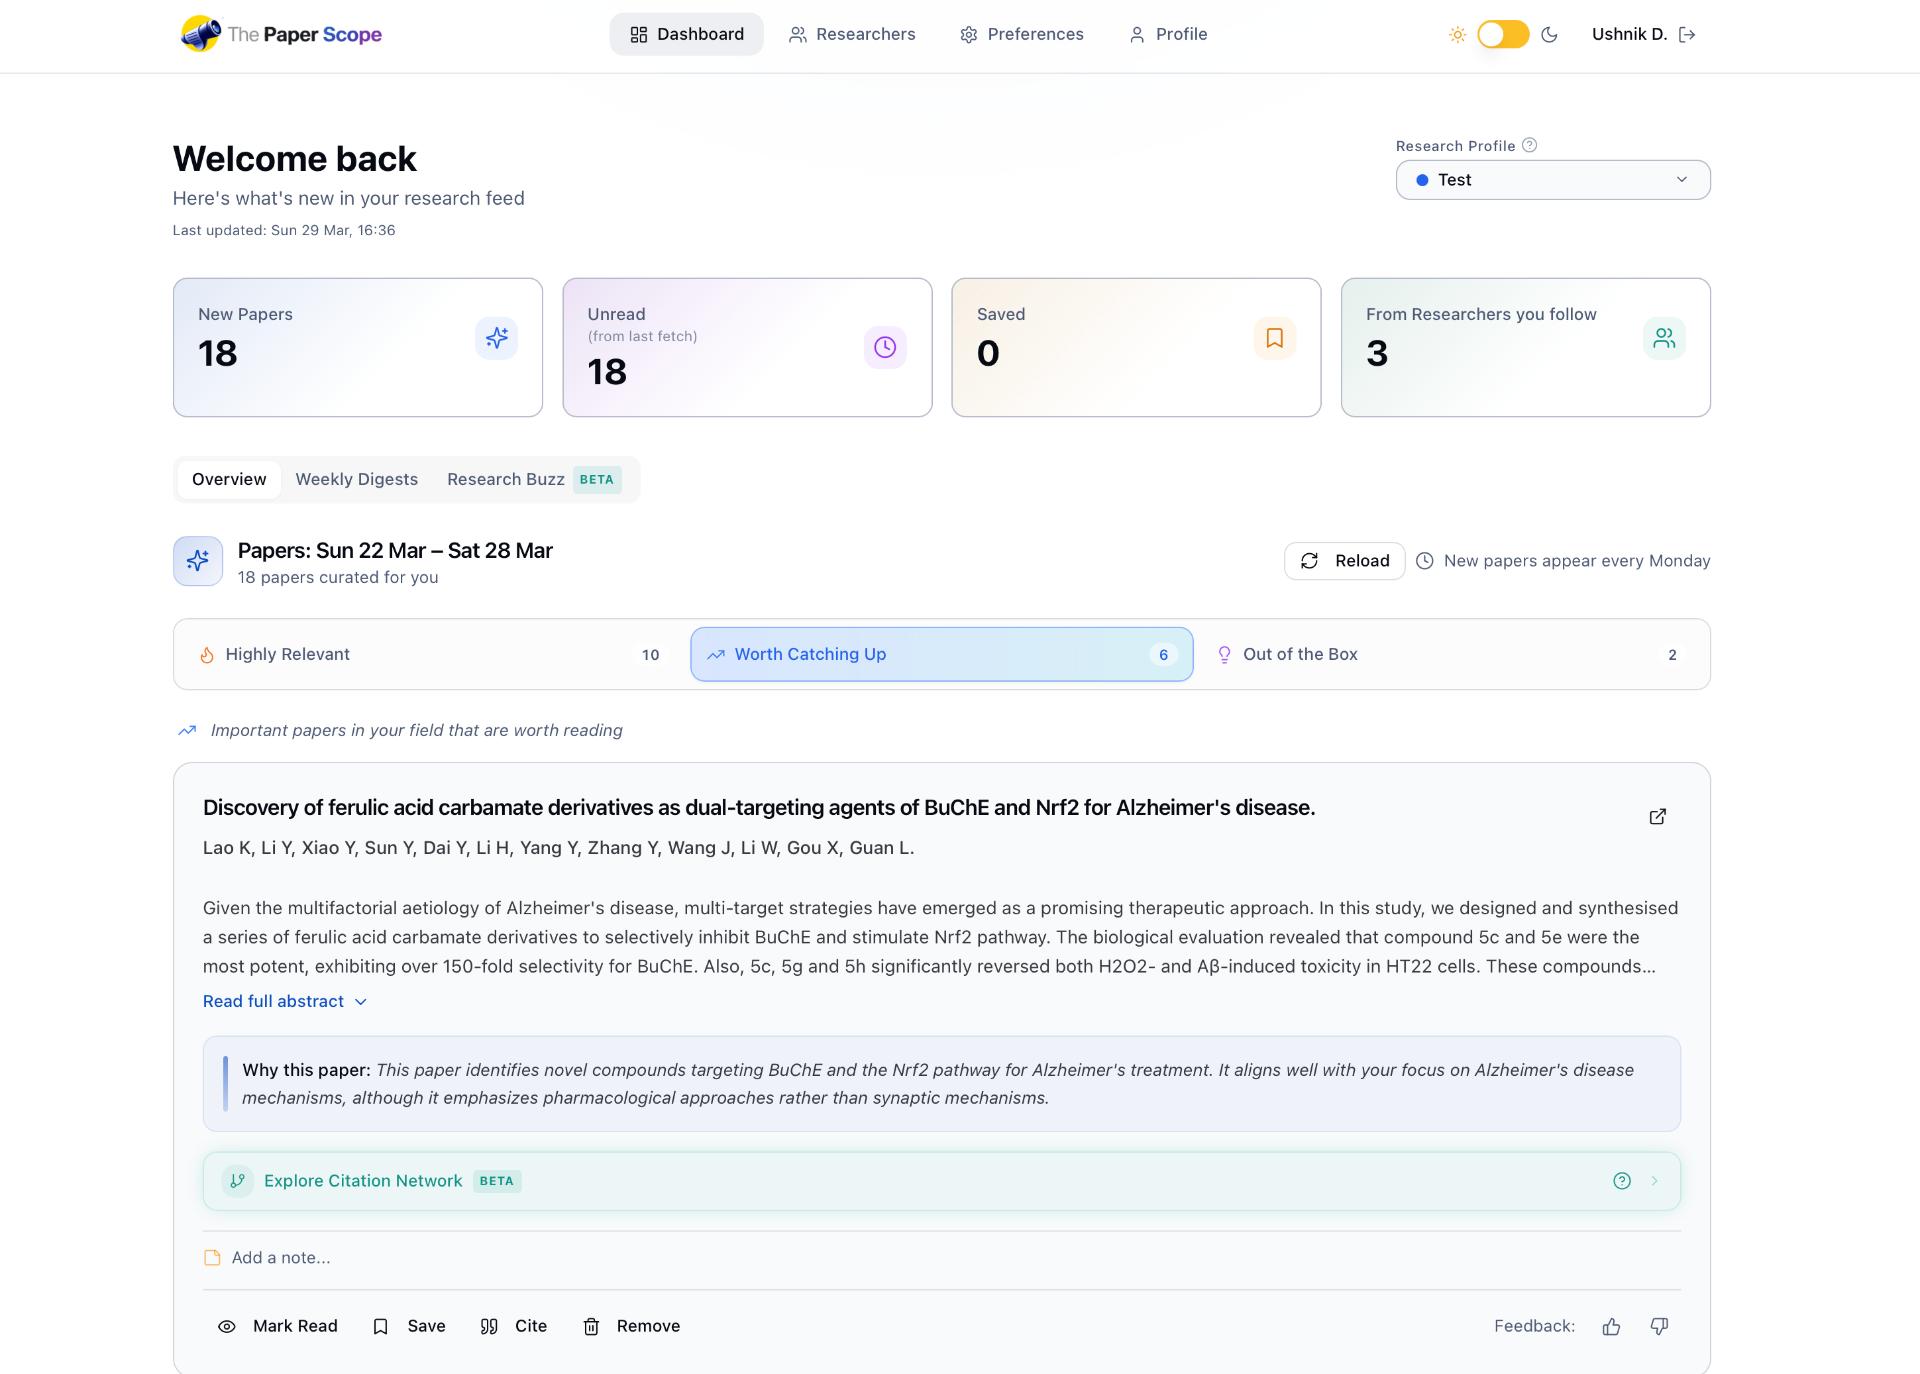 The Paper Scope
Dashboard
Researchers
Preferences
Profile
Ushnik D.
Welcome back
Here's what's new in your research feed
Last updated: Sun 29 Mar, 16:36
Research Profile
Test
New Papers
18
Unread
(from last fetch)
18
Saved
0
From Researchers you follow
3
Overview
Weekly Digests
Research Buzz BETA
Papers: Sun 22 Mar – Sat 28 Mar
18 papers curated for you
Reload
New papers appear every Monday
Highly Relevant 10
Worth Catching Up 6
Out of the Box 2
Important papers in your field that are worth reading
Discovery of ferulic acid carbamate derivatives as dual-targeting agents of BuChE and Nrf2 for Alzheimer's disease.
Lao K, Li Y, Xiao Y, Sun Y, Dai Y, Li H, Yang Y, Zhang Y, Wang J, Li W, Gou X, Guan L.
Given the multifactorial aetiology of Alzheimer's disease, multi-target strategies have emerged as a promising therapeutic approach. In this study, we designed and synthesised
a series of ferulic acid carbamate derivatives to selectively inhibit BuChE and stimulate Nrf2 pathway. The biological evaluation revealed that compound 5c and 5e were the
most potent, exhibiting over 150-fold selectivity for BuChE. Also, 5c, 5g and 5h significantly reversed both H2O2- and Aβ-induced toxicity in HT22 cells. These compounds...
Read full abstract
Why this paper: This paper identifies novel compounds targeting BuChE and the Nrf2 pathway for Alzheimer's treatment. It aligns well with your focus on Alzheimer's disease
mechanisms, although it emphasizes pharmacological approaches rather than synaptic mechanisms.
Explore Citation Network BETA
Add a note...
Mark Read
Save
Cite
Remove
Feedback: